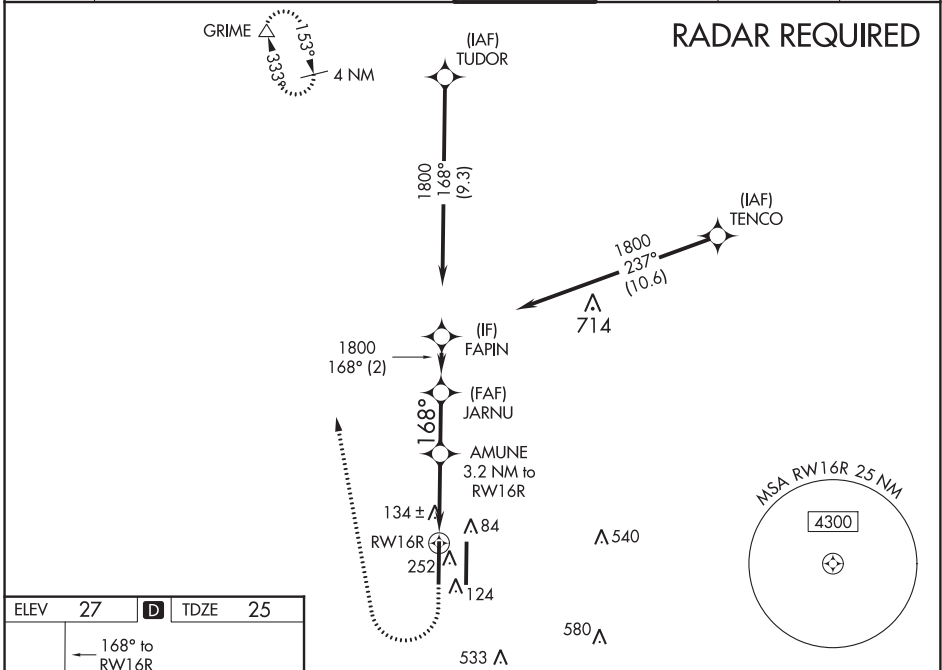 RADAR REQUIRED
GRIME
153°
333°
4 NM
(IAF)
TUDOR
1800
168°
(9.3)
(IAF)
TENCO
1800
237°
(10.6)
714
(IF)
FAPIN
1800
168° (2)
(FAF)
JARNU
168°
AMUNE
3.2 NM to
RW16R
134 ±
84
RW16R
252
124
540
580
533
MSA RW16R 25 NM
4300
ELEV 27 D TDZE 25
168° to
RW16R